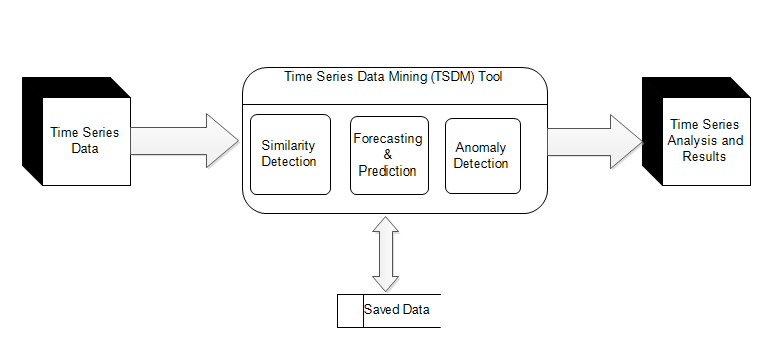 Time Series Data Mining (TSDM) Tool
Time Series
Data
Similarity
Detection
Forecasting
&
Prediction
Anomaly
Detection
Time Series
Analysis and
Results
Saved Data